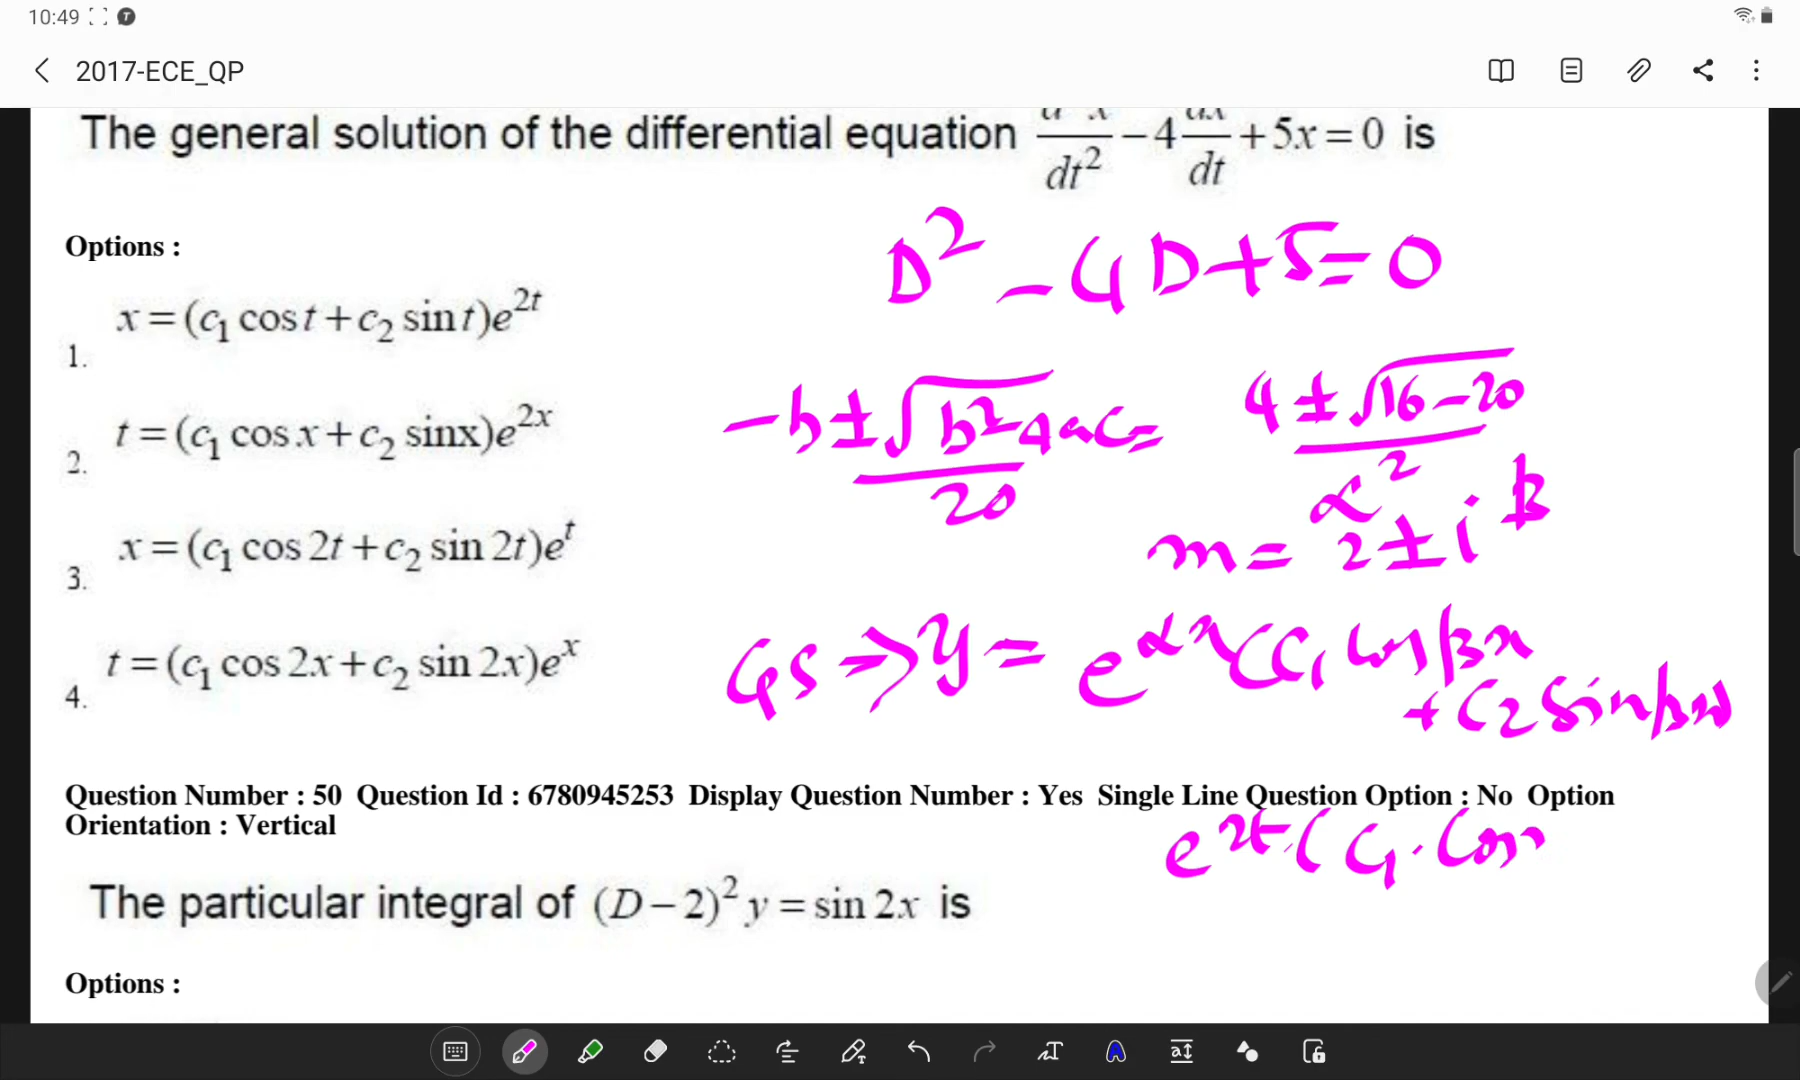 10:49
2017-ECE_QP
The general solution of the differential equation d²x/dt² − 4 dx/dt + 5x = 0 is
D² − 4D + 5 = 0
Options :
1. x = (c₁ cos t + c₂ sin t)e^{2t}
2. t = (c₁ cos x + c₂ sinx)e^{2x}
3. x = (c₁ cos 2t + c₂ sin 2t)e^{t}
4. t = (c₁ cos 2x + c₂ sin 2x)e^{x}
−b ± √b² 4ac / 20 = 4 ± √16 − 20 / 2
α β
m = 2 ± i
GS ⇒ y = e^{αx}(C₁ cos βx
+ C₂ sin βx)
Question Number : 50 Question Id : 6780945253 Display Question Number : Yes Single Line Question Option : No Option
Orientation : Vertical
e^{2t} · (C₁ · Cos
The particular integral of (D − 2)² y = sin 2x is
Options :